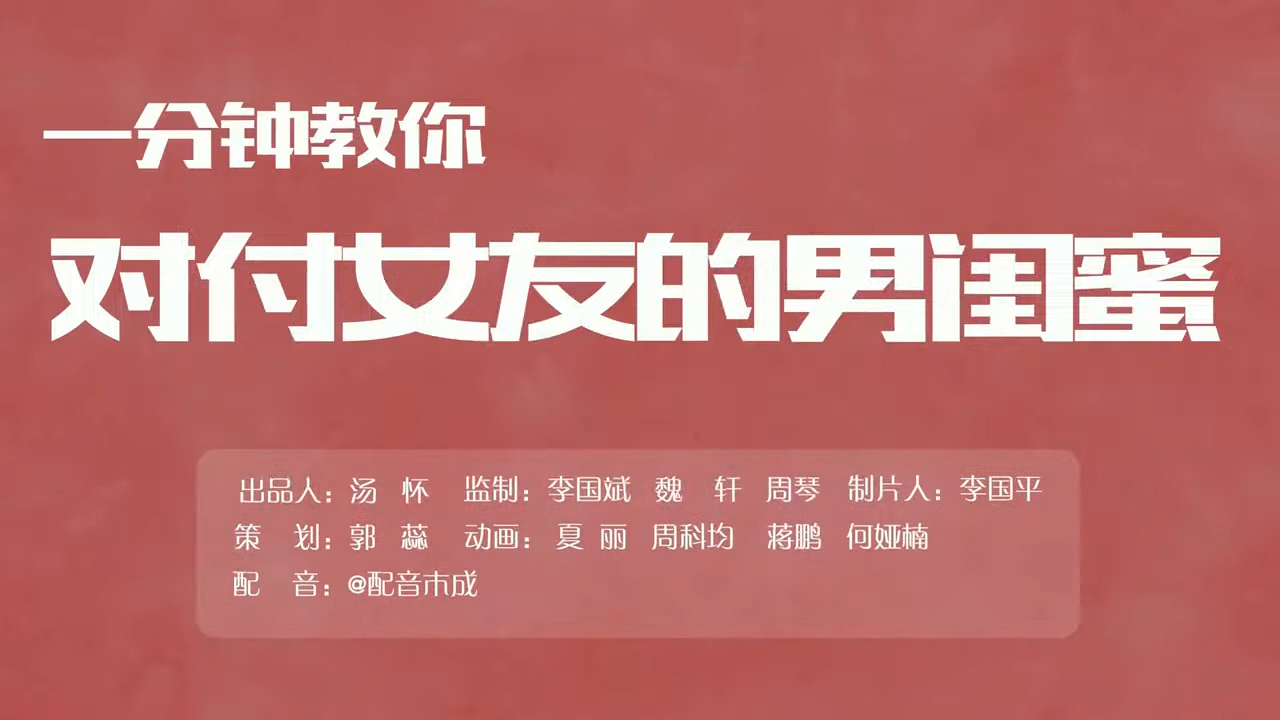 一分钟教你
对付女友的男闺蜜
出品人：汤 怀 监制：李国斌 魏 轩 周琴 制片人：李国平
策 划：郭 蕊 动画：夏 丽 周科均 蒋鹏 何娅楠
配 音：@配音木成